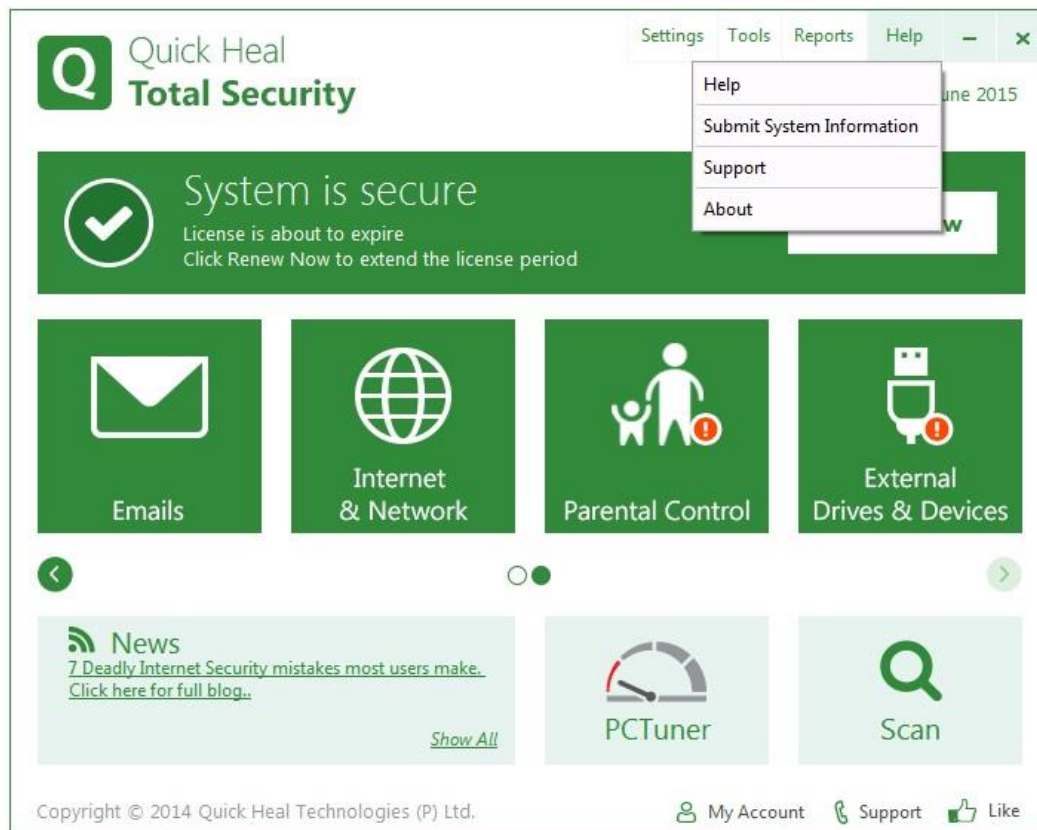 Q
Quick Heal
Total Security
Settings Tools Reports Help
Help
Submit System Information
Support
About
2015
System is secure
License is about to expire
Click Renew Now to extend the license period
Emails
Internet
& Network
Parental Control
External
Drives & Devices
News
7 Deadly Internet Security mistakes most users make.
Click here for full blog..
Show All
PCTuner
Scan
Copyright © 2014 Quick Heal Technologies (P) Ltd.
My Account Support Like